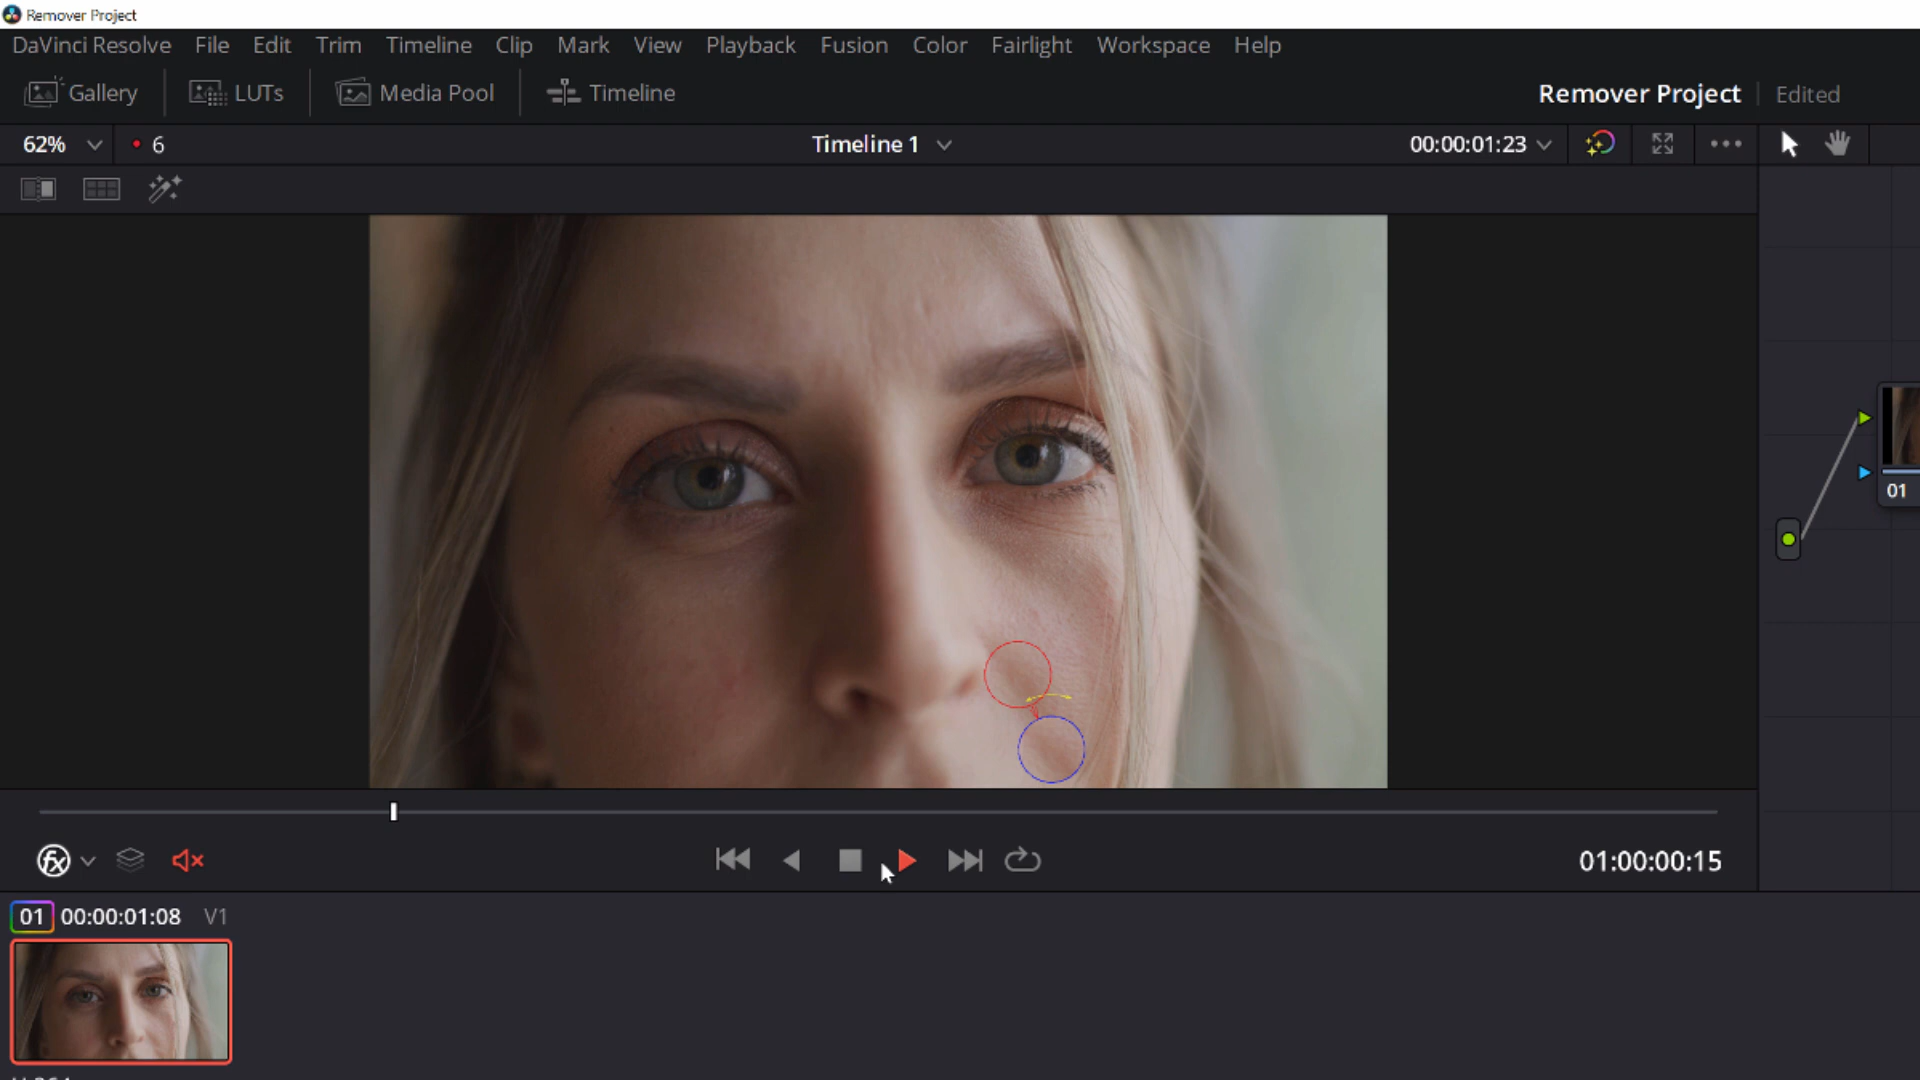 Remover Project
DaVinci Resolve File Edit Trim Timeline Clip Mark View Playback Fusion Color Fairlight Workspace Help
Gallery LUTs Media Pool Timeline Remover Project Edited
62% 6 Timeline 1 00:00:01:23
01
fx 01:00:00:15
01 00:00:01:08 V1